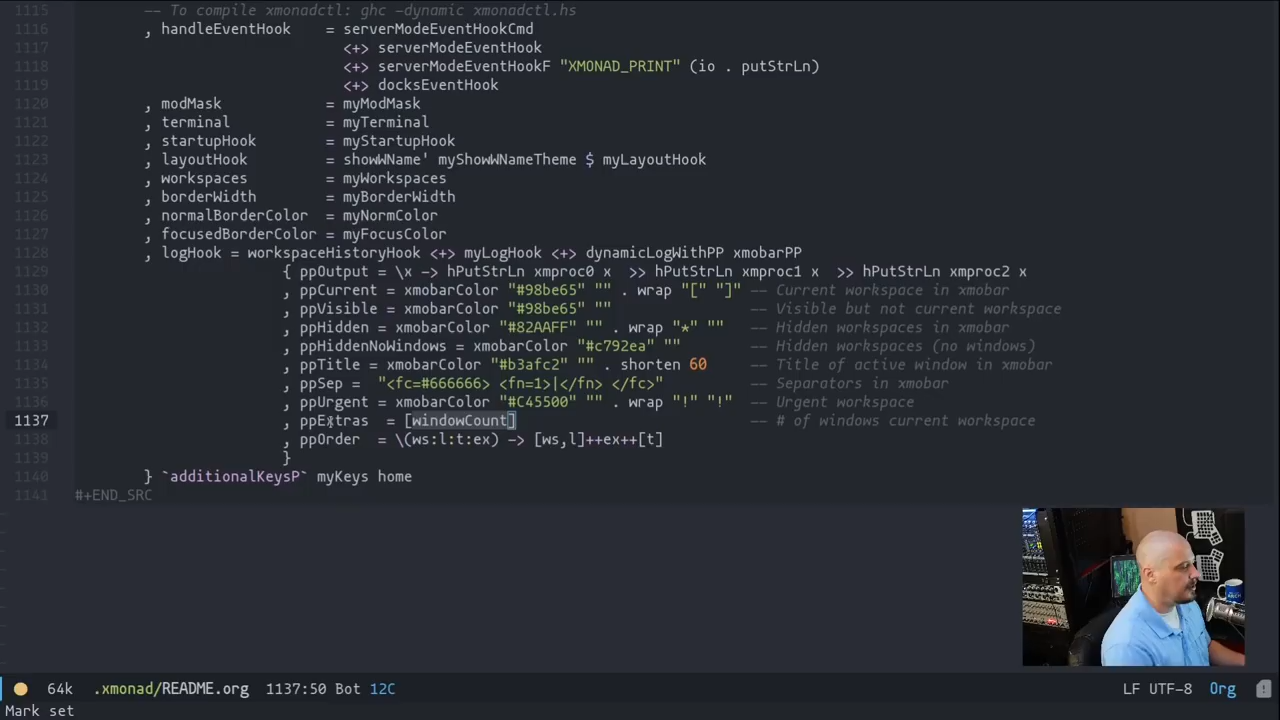 1115 -- To compile xmonadctl: ghc -dynamic xmonadctl.hs
1116 , handleEventHook = serverModeEventHookCmd
1117 <+> serverModeEventHook
1118 <+> serverModeEventHookF "XMONAD_PRINT" (io . putStrLn)
1119 <+> docksEventHook
1120 , modMask = myModMask
1121 , terminal = myTerminal
1122 , startupHook = myStartupHook
1123 , layoutHook = showWName' myShowWNameTheme $ myLayoutHook
1124 , workspaces = myWorkspaces
1125 , borderWidth = myBorderWidth
1126 , normalBorderColor = myNormColor
1127 , focusedBorderColor = myFocusColor
1128 , logHook = workspaceHistoryHook <+> myLogHook <+> dynamicLogWithPP xmobarPP
1129 { ppOutput = \x -> hPutStrLn xmproc0 x >> hPutStrLn xmproc1 x >> hPutStrLn xmproc2 x
1130 , ppCurrent = xmobarColor "#98be65" "" . wrap "[" "]" -- Current workspace in xmobar
1131 , ppVisible = xmobarColor "#98be65" "" -- Visible but not current workspace
1132 , ppHidden = xmobarColor "#82AAFF" "" . wrap "*" "" -- Hidden workspaces in xmobar
1133 , ppHiddenNoWindows = xmobarColor "#c792ea" "" -- Hidden workspaces (no windows)
1134 , ppTitle = xmobarColor "#b3afc2" "" . shorten 60 -- Title of active window in xmobar
1135 , ppSep = "<fc=#666666> <fn=1>|</fn> </fc>" -- Separators in xmobar
1136 , ppUrgent = xmobarColor "#C45500" "" . wrap "!" "!" -- Urgent workspace
1137 , ppExtras = [windowCount] -- # of windows current workspace
1138 , ppOrder = \(ws:l:t:ex) -> [ws,l]++ex++[t]
1139 }
1140 } `additionalKeysP` myKeys home
1141 #+END_SRC
64k .xmonad/README.org 1137:50 Bot 12C LF UTF-8 Org
Mark set